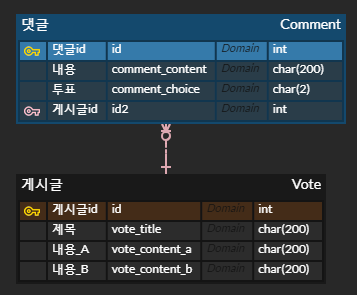 댓글 Comment
댓글id id Domain int
내용 comment_content Domain char(200)
투표 comment_choice Domain char(2)
게시글id id2 Domain int
게시글 Vote
게시글id id Domain int
제목 vote_title Domain char(200)
내용_A vote_content_a Domain char(200)
내용_B vote_content_b Domain char(200)